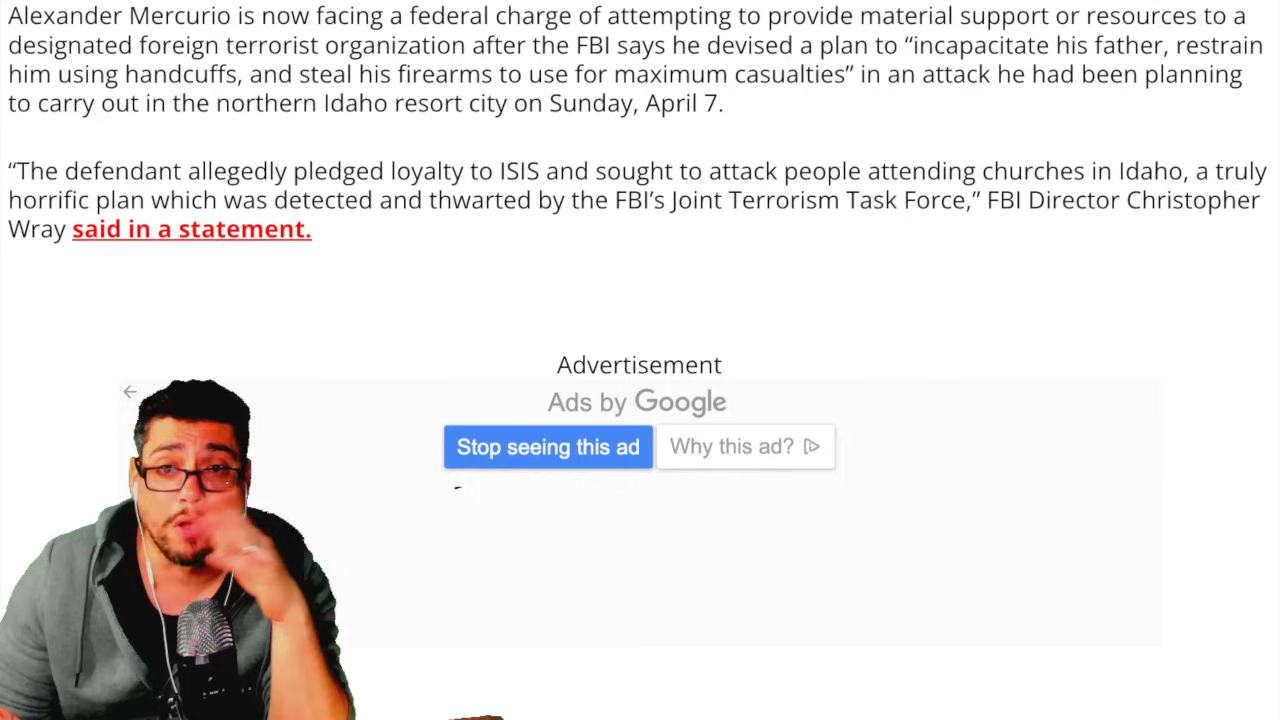 Alexander Mercurio is now facing a federal charge of attempting to provide material support or resources to a
designated foreign terrorist organization after the FBI says he devised a plan to “incapacitate his father, restrain
him using handcuffs, and steal his firearms to use for maximum casualties” in an attack he had been planning
to carry out in the northern Idaho resort city on Sunday, April 7.
“The defendant allegedly pledged loyalty to ISIS and sought to attack people attending churches in Idaho, a truly
horrific plan which was detected and thwarted by the FBI’s Joint Terrorism Task Force,” FBI Director Christopher
Wray said in a statement.
Advertisement
Ads by Google
Stop seeing this ad Why this ad?